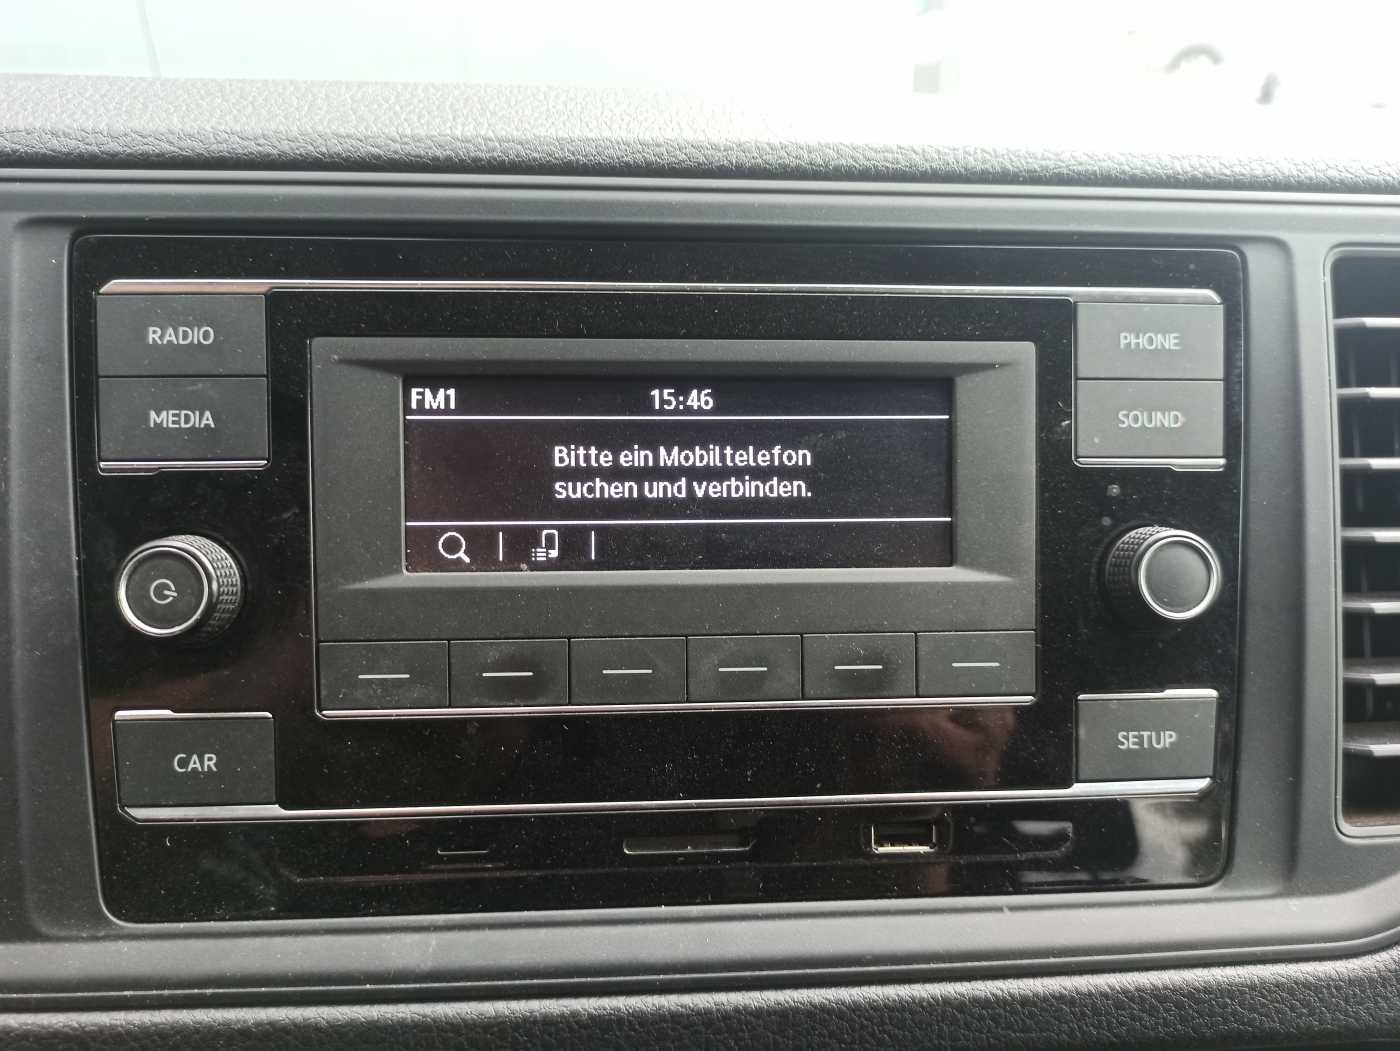 RADIO
MEDIA
FM1 15:46
Bitte ein Mobiltelefon
suchen und verbinden.
PHONE
SOUND
CAR
SETUP